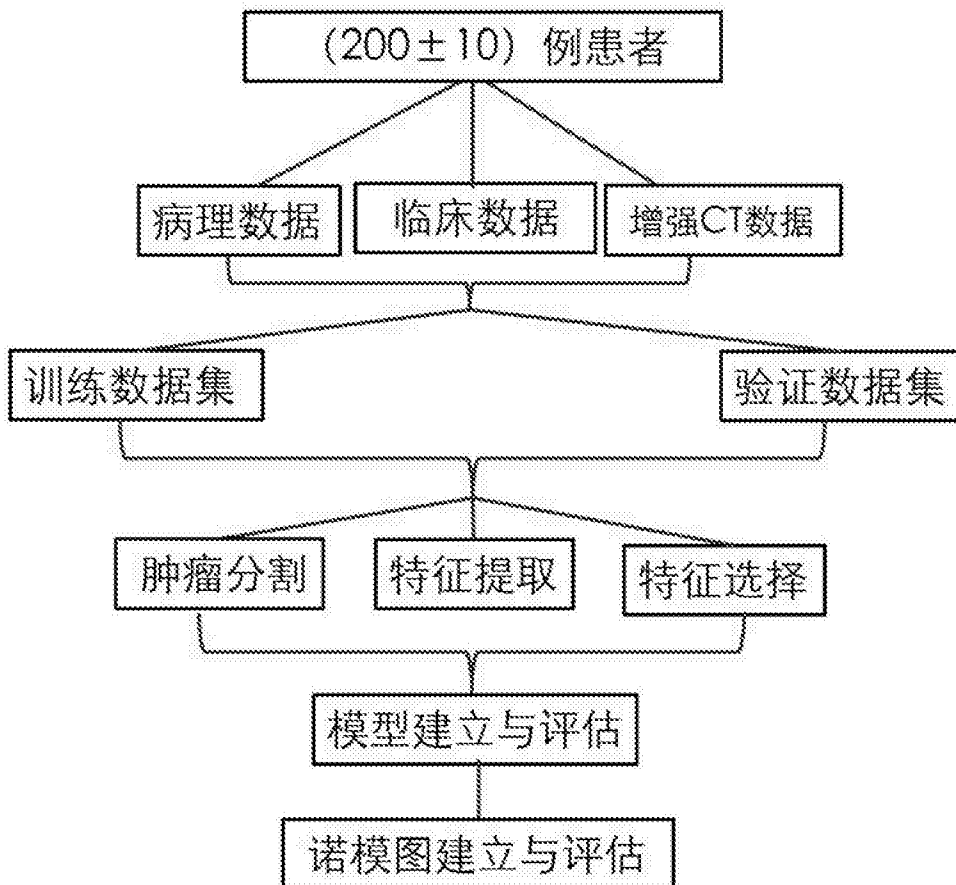 （200±10）例患者
病理数据
临床数据
增强CT数据
训练数据集
验证数据集
肿瘤分割
特征提取
特征选择
模型建立与评估
诺模图建立与评估